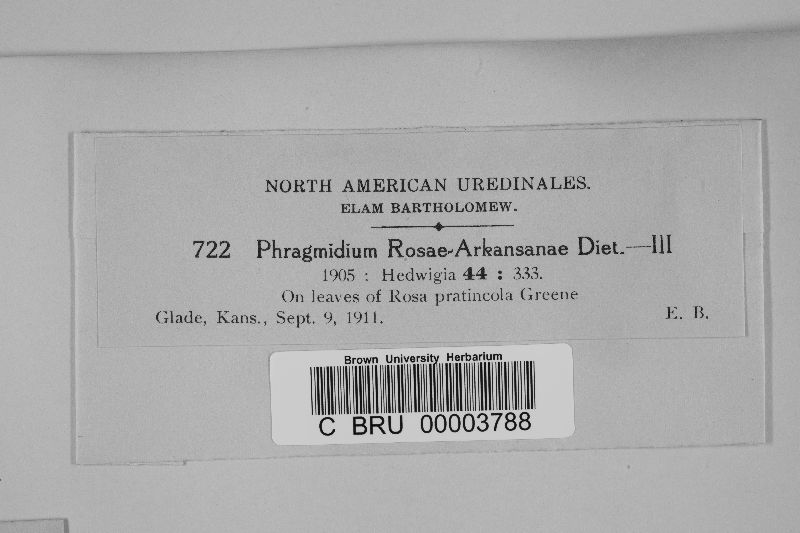 NORTH AMERICAN UREDINALES.
ELAM BARTHOLOMEW.
722 Phragmidium Rosae-Arkansanae Diet.—III
1905 : Hedwigia 44 : 333.
On leaves of Rosa pratincola Greene
Glade, Kans., Sept. 9, 1911. E. B.
Brown University Herbarium
C BRU 00003788